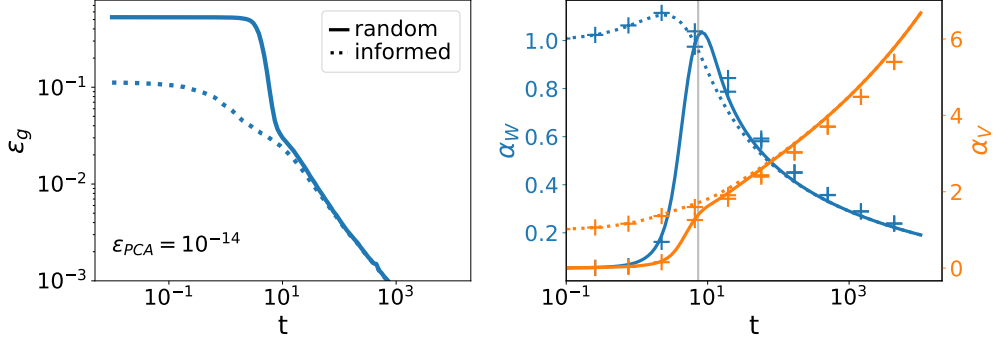 random
informed
ε_g
10^{-1}
10^{-2}
10^{-3}
ε_{PCA} = 10^{-14}
10^{-1} 10^{1} 10^{3}
t
α_W
1.0
0.8
0.6
0.4
0.2
6
4
2
0
α_V
10^{-1} 10^{1} 10^{3}
t